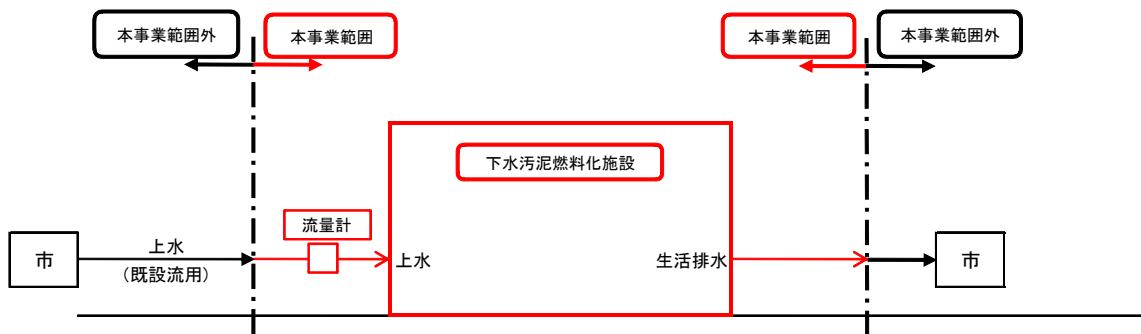 本事業範囲外
本事業範囲
本事業範囲
本事業範囲外
下水汚泥燃料化施設
流量計
市
上水
(既設流用)
上水
生活排水
市